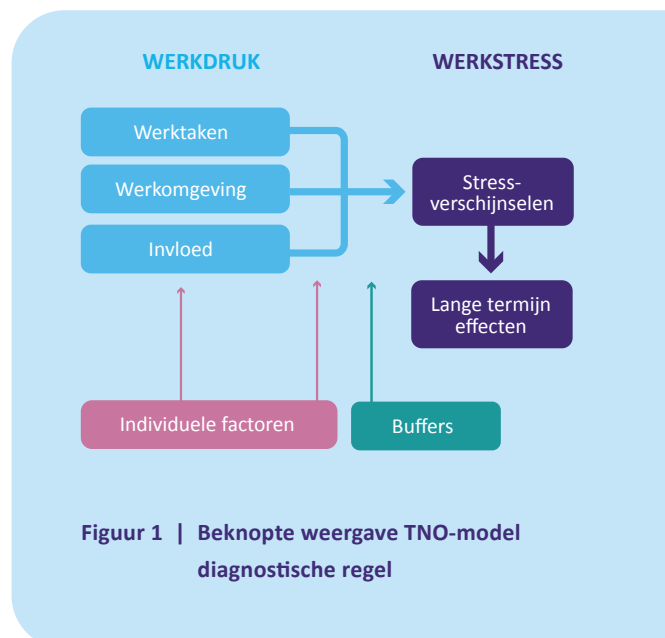 WERKDRUK
WERKSTRESS
Werktaken
Werkomgeving
Invloed
Stress-
verschijnselen
Lange termijn
effecten
Individuele factoren
Buffers
Figuur 1 | Beknopte weergave TNO-model
diagnostische regel